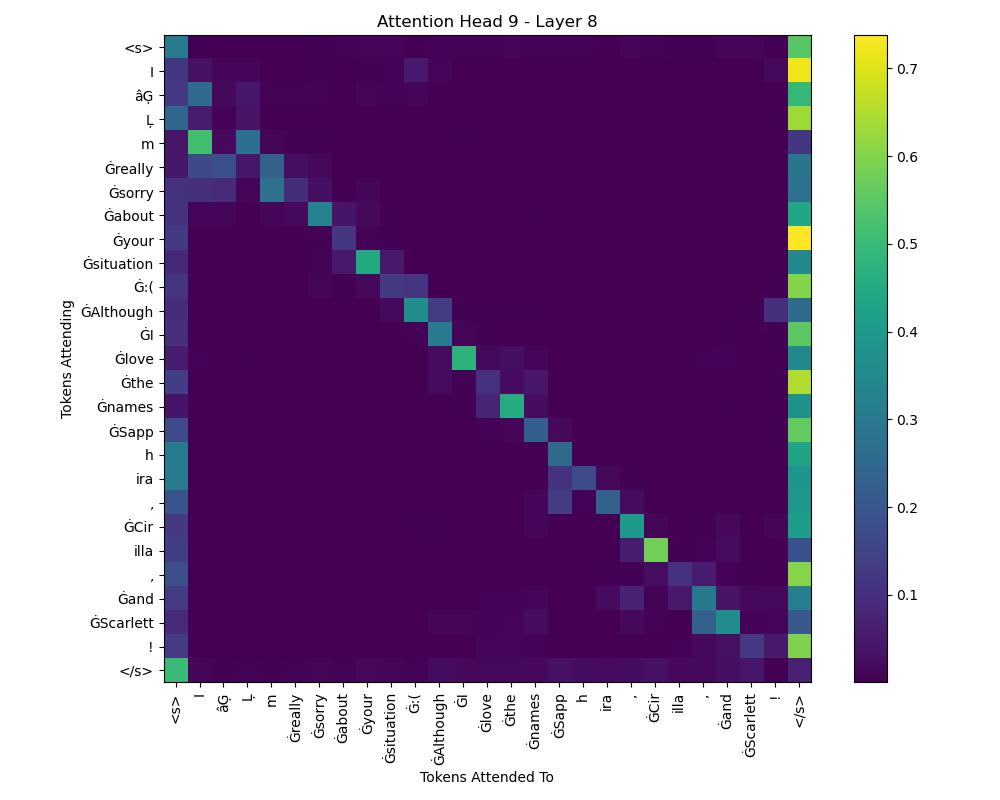 Attention Head 9 - Layer 8
<s>
I
âĢ
Ļ
m
Ġreally
Ġsorry
Ġabout
Ġyour
Ġsituation
Ġ:(
ĠAlthough
ĠI
Ġlove
Ġthe
Ġnames
ĠSapp
h
ira
,
ĠCir
illa
,
Ġand
ĠScarlett
!
</s>
Tokens Attending
<s>
I
âĢ
Ļ
m
Ġreally
Ġsorry
Ġabout
Ġyour
Ġsituation
Ġ:(
ĠAlthough
ĠI
Ġlove
Ġthe
Ġnames
ĠSapp
h
ira
,
ĠCir
illa
,
Ġand
ĠScarlett
!
</s>
Tokens Attended To
0.7
0.6
0.5
0.4
0.3
0.2
0.1